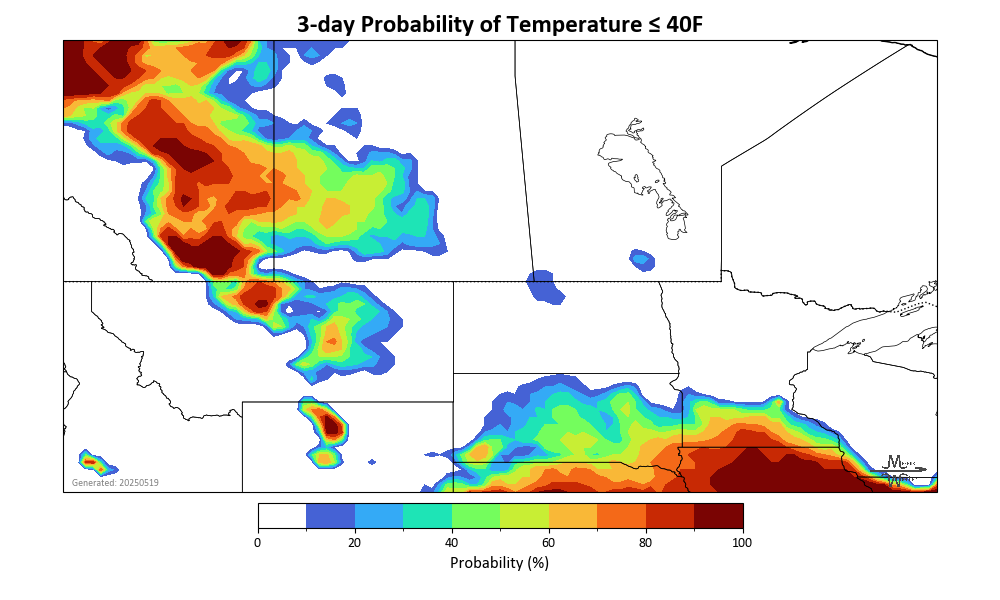 3-day Probability of Temperature ≤ 40F
Generated: 20250519
0 20 40 60 80 100
Probability (%)